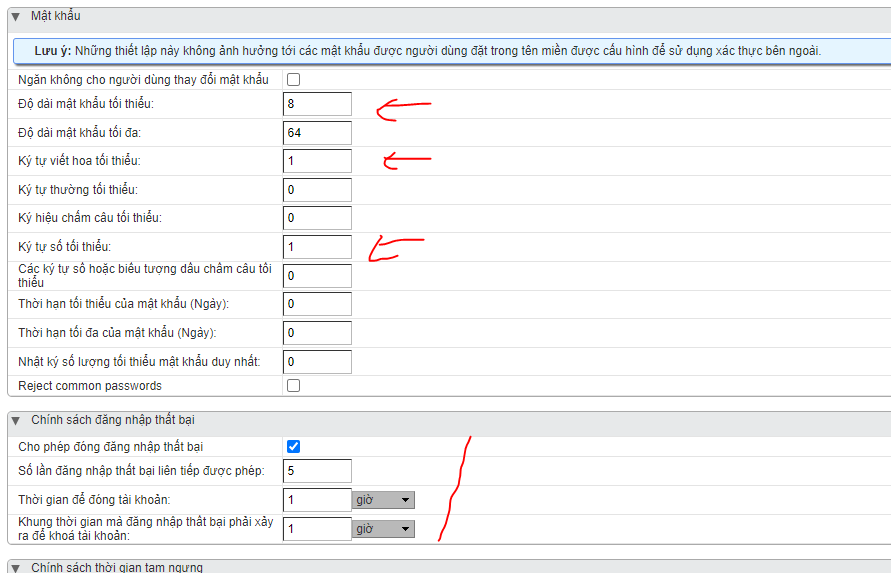 Mật khẩu
Lưu ý: Những thiết lập này không ảnh hưởng tới các mật khẩu được người dùng đặt trong tên miền được cấu hình để sử dụng xác thực bên ngoài.
Ngăn không cho người dùng thay đổi mật khẩu
Độ dài mật khẩu tối thiểu: 8
Độ dài mật khẩu tối đa: 64
Ký tự viết hoa tối thiểu: 1
Ký tự thường tối thiểu: 0
Ký hiệu chấm câu tối thiểu: 0
Ký tự số tối thiểu: 1
Các ký tự số hoặc biểu tượng dấu chấm câu tối
thiểu 0
Thời hạn tối thiểu của mật khẩu (Ngày): 0
Thời hạn tối đa của mật khẩu (Ngày): 0
Nhật ký số lượng tối thiểu mật khẩu duy nhất: 0
Reject common passwords
Chính sách đăng nhập thất bại
Cho phép đóng đăng nhập thất bại
Số lần đăng nhập thất bại liên tiếp được phép: 5
Thời gian để đóng tài khoản: 1 giờ
Khung thời gian mà đăng nhập thất bại phải xảy
ra để khoá tài khoản: 1 giờ
Chính sách thời gian tạm ngưng